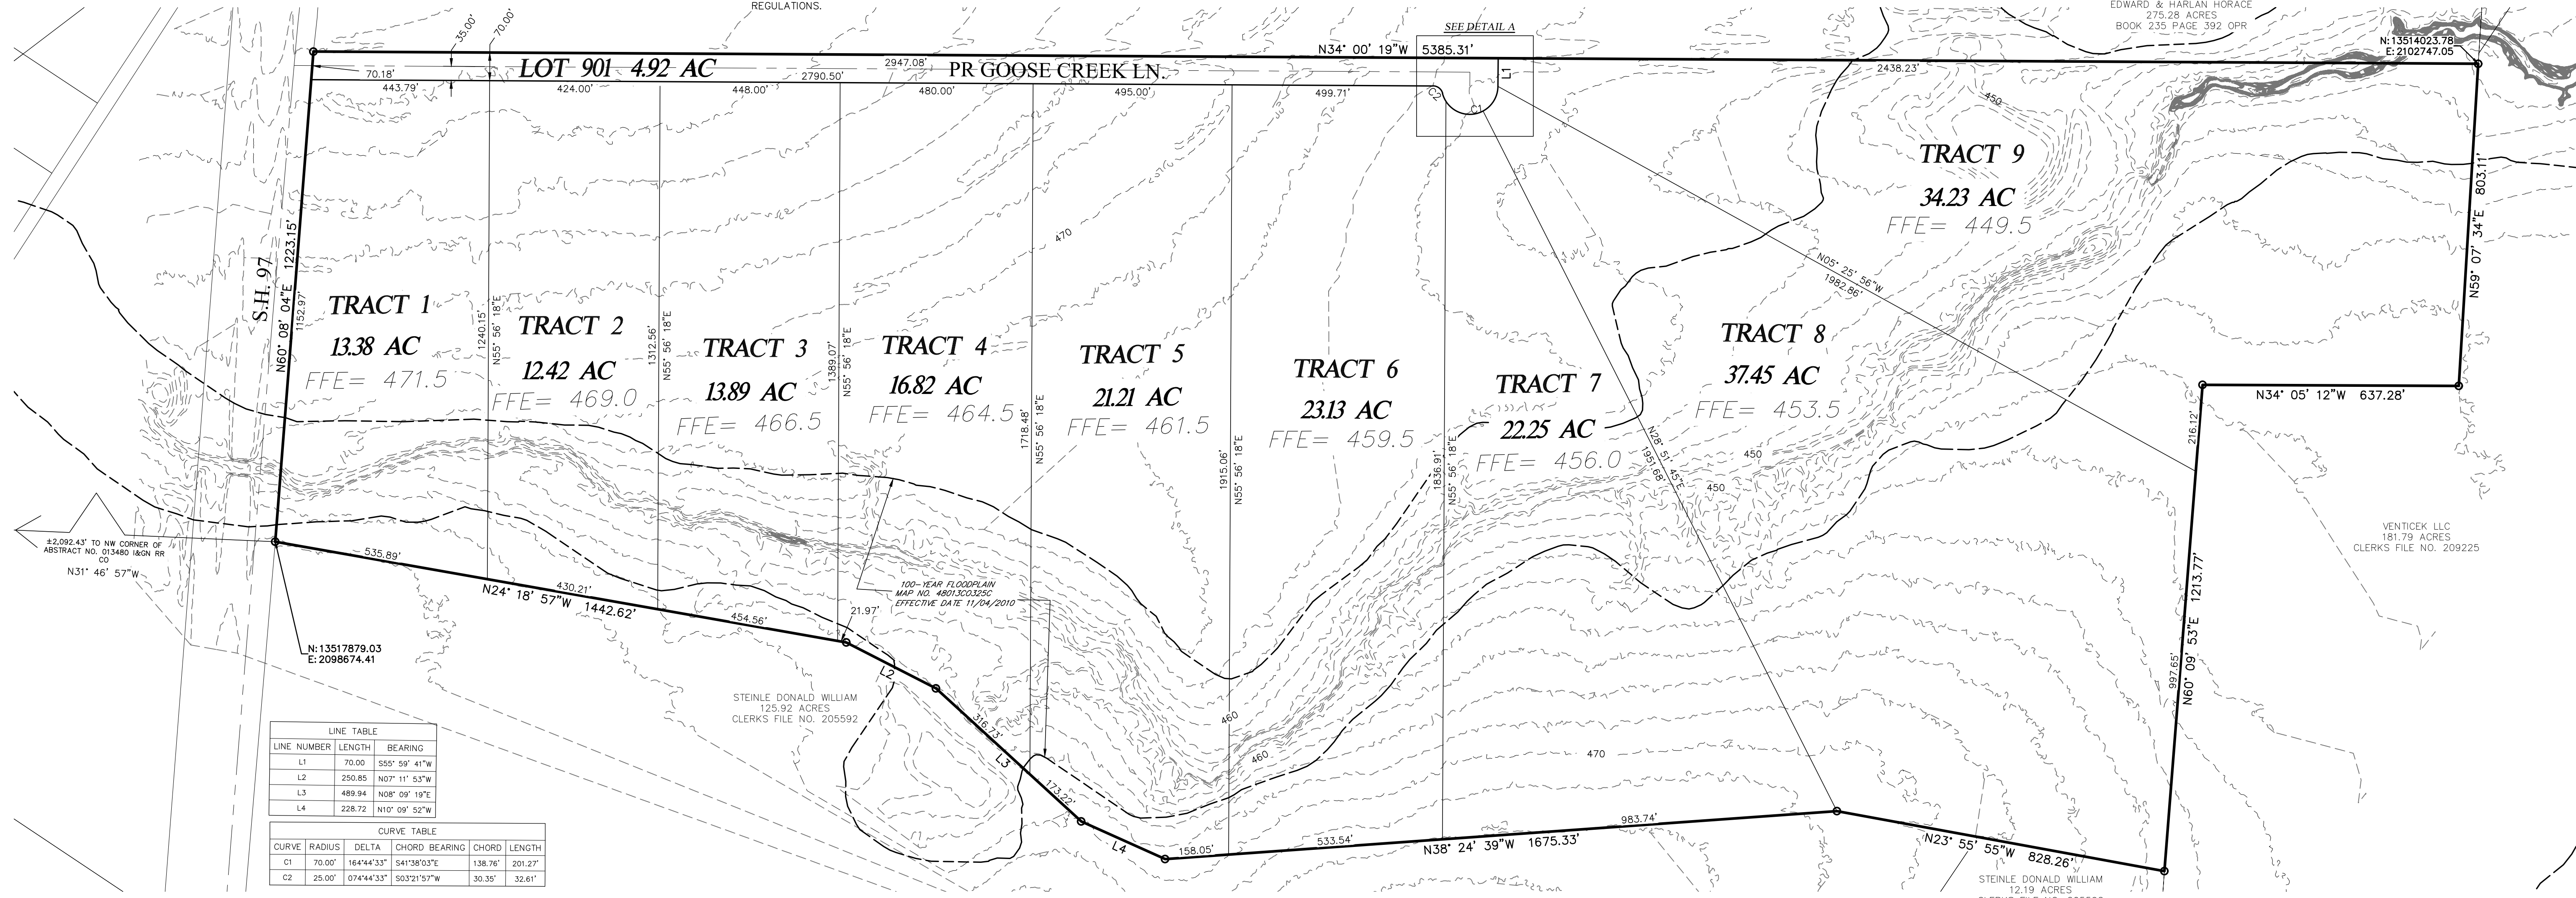 REGULATIONS.
EDWARD & HARLAN HORACE
275.28 ACRES
BOOK 235 PAGE 392 OPR
SEE DETAIL A
35.00'
70.00'
N34° 00' 19"W 5385.31'
N:13514023.78
E:2102747.05
LOT 901 4.92 AC
2947.08'
PR GOOSE CREEK LN.
L1
2438.23'
70.18'
2790.50'
443.79'
424.00'
448.00'
480.00'
495.00'
499.71'
C2
C1
450
TRACT 9
34.23 AC
FFE= 449.5
803.11'
N59° 07' 34"E
470
S.H. 97
N60° 08' 04"E 1223.15'
1152.97'
N05° 25' 56"W
1982.86'
TRACT 1
13.38 AC
FFE= 471.5
1240.15'
N55° 56' 18"E
TRACT 2
12.42 AC
FFE= 469.0
1312.56'
N55° 56' 18"E
TRACT 3
13.89 AC
FFE= 466.5
1389.07'
N55° 56' 18"E
TRACT 4
16.82 AC
FFE= 464.5
1718.48'
N55° 56' 18"E
TRACT 5
21.21 AC
FFE= 461.5
1915.06'
N55° 56' 18"E
TRACT 6
23.13 AC
FFE= 459.5
1836.91'
N55° 56' 18"E
TRACT 7
22.25 AC
FFE= 456.0
N28° 51' 45"E
1951.68'
TRACT 8
37.45 AC
FFE= 453.5
450
450
N34° 05' 12"W 637.28'
216.12'
VENTICEK LLC
181.79 ACRES
CLERKS FILE NO. 209225
±2,092.43' TO NW CORNER OF
ABSTRACT NO. 013480 I&GN RR
CO
N31° 46' 57"W
535.89'
430.21'
N24° 18' 57"W 1442.62'
454.56'
21.97'
100-YEAR FLOODPLAIN
MAP NO. 48013C0325C
EFFECTIVE DATE 11/04/2010
N60° 09' 53"E 1213.77'
997.65'
N:13517879.03
E:2098674.41
L2
STEINLE DONALD WILLIAM
125.92 ACRES
CLERKS FILE NO. 205592
316.73'
L3
173.22'
L4
460
460
470
158.05'
533.54'
983.74'
N38° 24' 39"W 1675.33'
N23° 55' 55"W 828.26'
STEINLE DONALD WILLIAM
12.19 ACRES
LINE TABLE
LINE NUMBER LENGTH BEARING
L1 70.00 S55° 59' 41"W
L2 250.85 N07° 11' 53"W
L3 489.94 N08° 09' 19"E
L4 228.72 N10° 09' 52"W
CURVE TABLE
CURVE RADIUS DELTA CHORD BEARING CHORD LENGTH
C1 70.00' 164°44'33" S41°38'03"E 138.76' 201.27'
C2 25.00' 074°44'33" S03°21'57"W 30.35' 32.61'